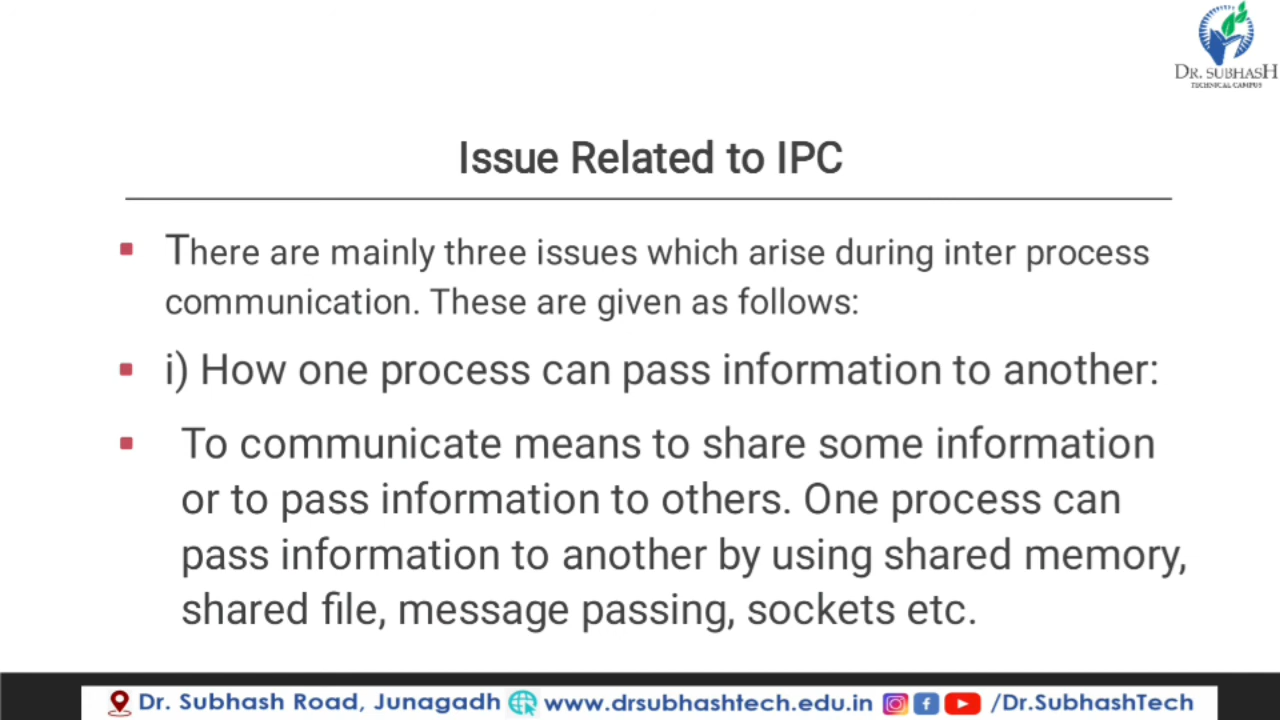 DR. SUBHASH
TECHNICAL CAMPUS
Issue Related to IPC
There are mainly three issues which arise during inter process
communication. These are given as follows:
i) How one process can pass information to another:
To communicate means to share some information
or to pass information to others. One process can
pass information to another by using shared memory,
shared file, message passing, sockets etc.
Dr. Subhash Road, Junagadh www.drsubhashtech.edu.in /Dr.SubhashTech